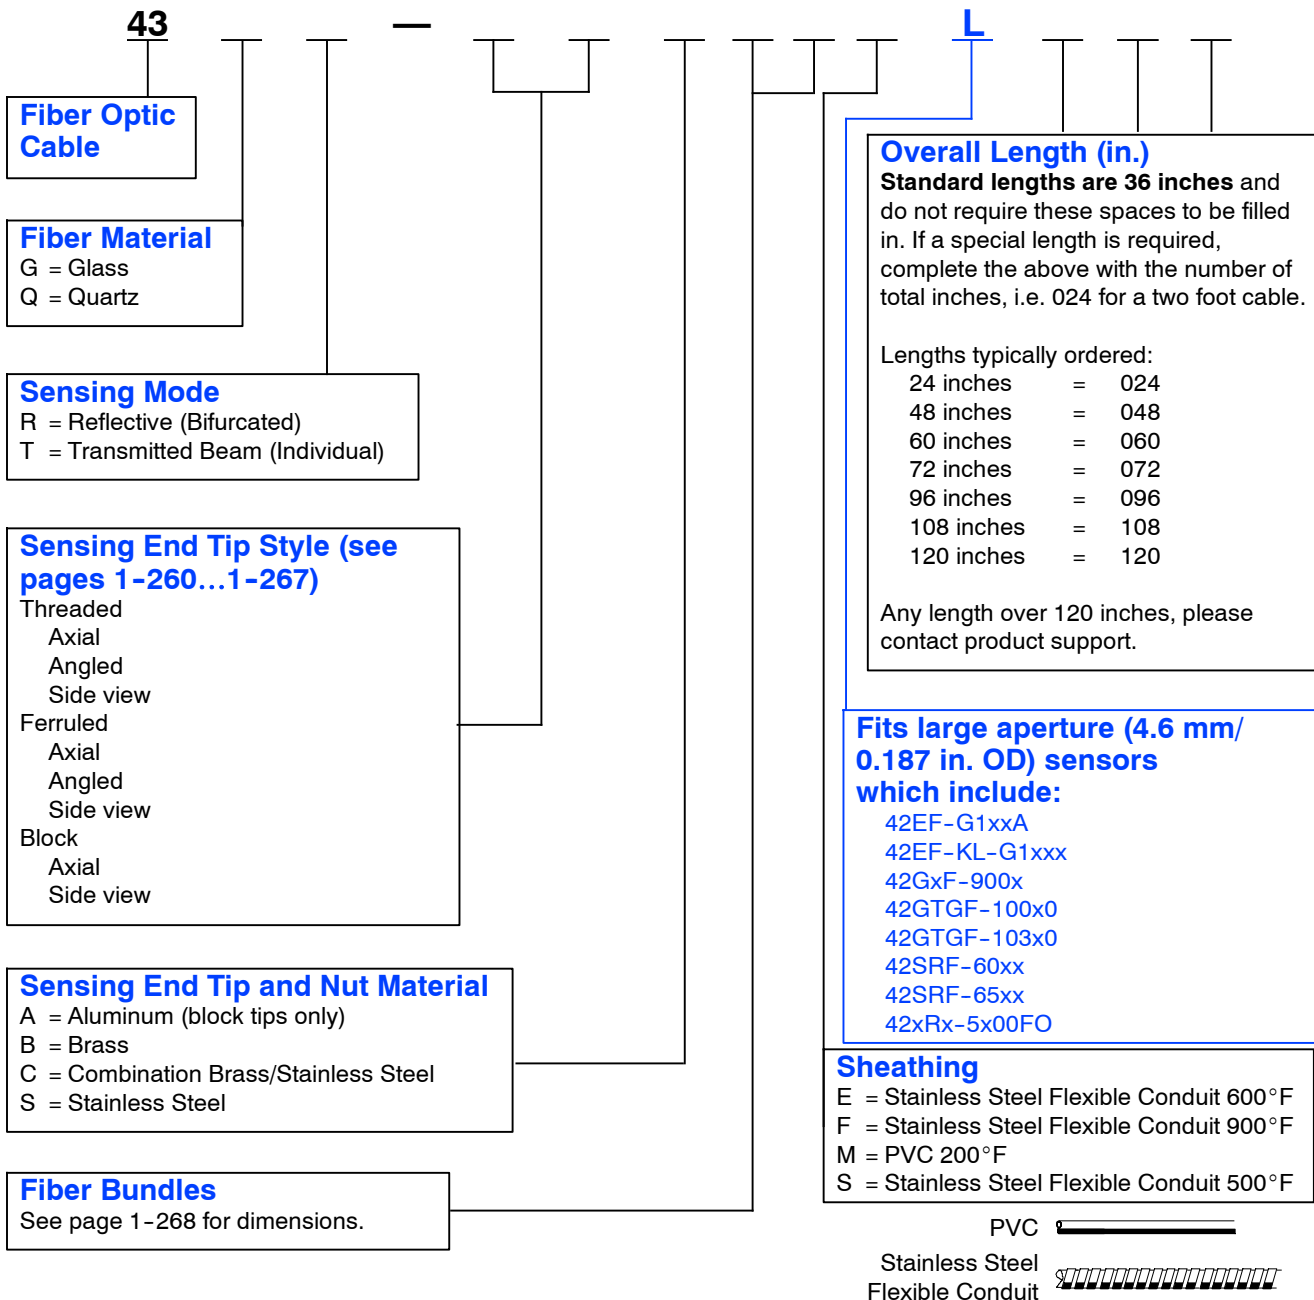 43 — L
Fiber Optic
Cable
Fiber Material
G = Glass
Q = Quartz
Sensing Mode
R = Reflective (Bifurcated)
T = Transmitted Beam (Individual)
Sensing End Tip Style (see
pages 1-260...1-267)
Threaded
Axial
Angled
Side view
Ferruled
Axial
Angled
Side view
Block
Axial
Side view
Sensing End Tip and Nut Material
A = Aluminum (block tips only)
B = Brass
C = Combination Brass/Stainless Steel
S = Stainless Steel
Fiber Bundles
See page 1-268 for dimensions.
Overall Length (in.)
Standard lengths are 36 inches and
do not require these spaces to be filled
in. If a special length is required,
complete the above with the number of
total inches, i.e. 024 for a two foot cable.
Lengths typically ordered:
24 inches = 024
48 inches = 048
60 inches = 060
72 inches = 072
96 inches = 096
108 inches = 108
120 inches = 120
Any length over 120 inches, please
contact product support.
Fits large aperture (4.6 mm/
0.187 in. OD) sensors
which include:
42EF-G1xxA
42EF-KL-G1xxx
42GxF-900x
42GTGF-100x0
42GTGF-103x0
42SRF-60xx
42SRF-65xx
42xRx-5x00FO
Sheathing
E = Stainless Steel Flexible Conduit 600°F
F = Stainless Steel Flexible Conduit 900°F
M = PVC 200°F
S = Stainless Steel Flexible Conduit 500°F
PVC
Stainless Steel
Flexible Conduit